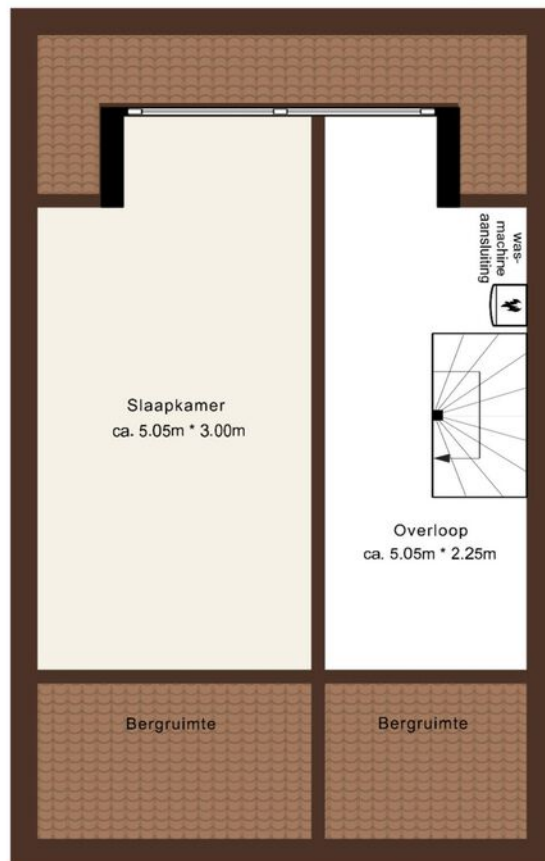 was-
machine
aansluiting
Slaapkamer
ca. 5.05m * 3.00m
Overloop
ca. 5.05m * 2.25m
Bergruimte
Bergruimte